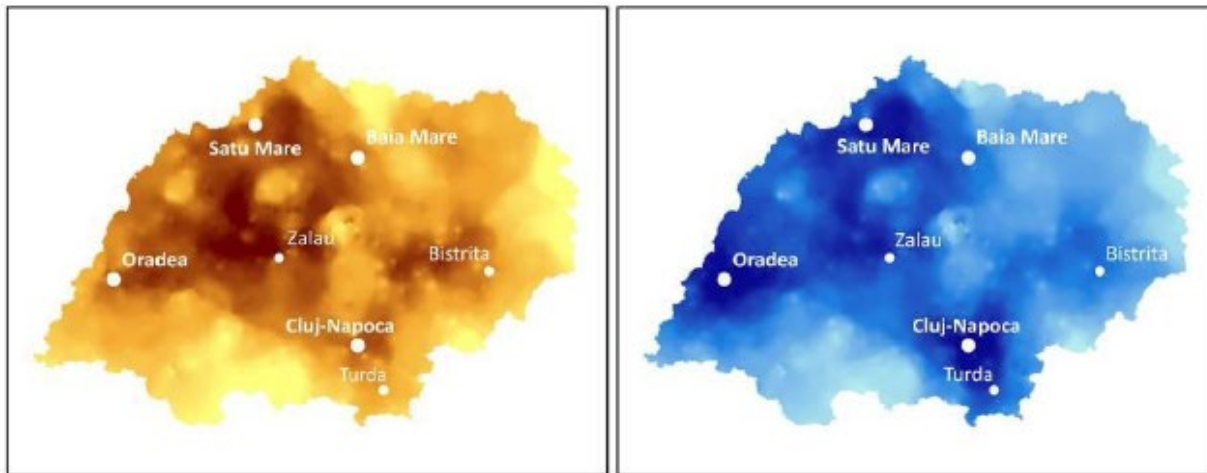 Satu Mare
Baia Mare
Zalau
Bistrita
Oradea
Cluj-Napoca
Turda
Satu Mare
Baia Mare
Zalau
Bistrita
Oradea
Cluj-Napoca
Turda